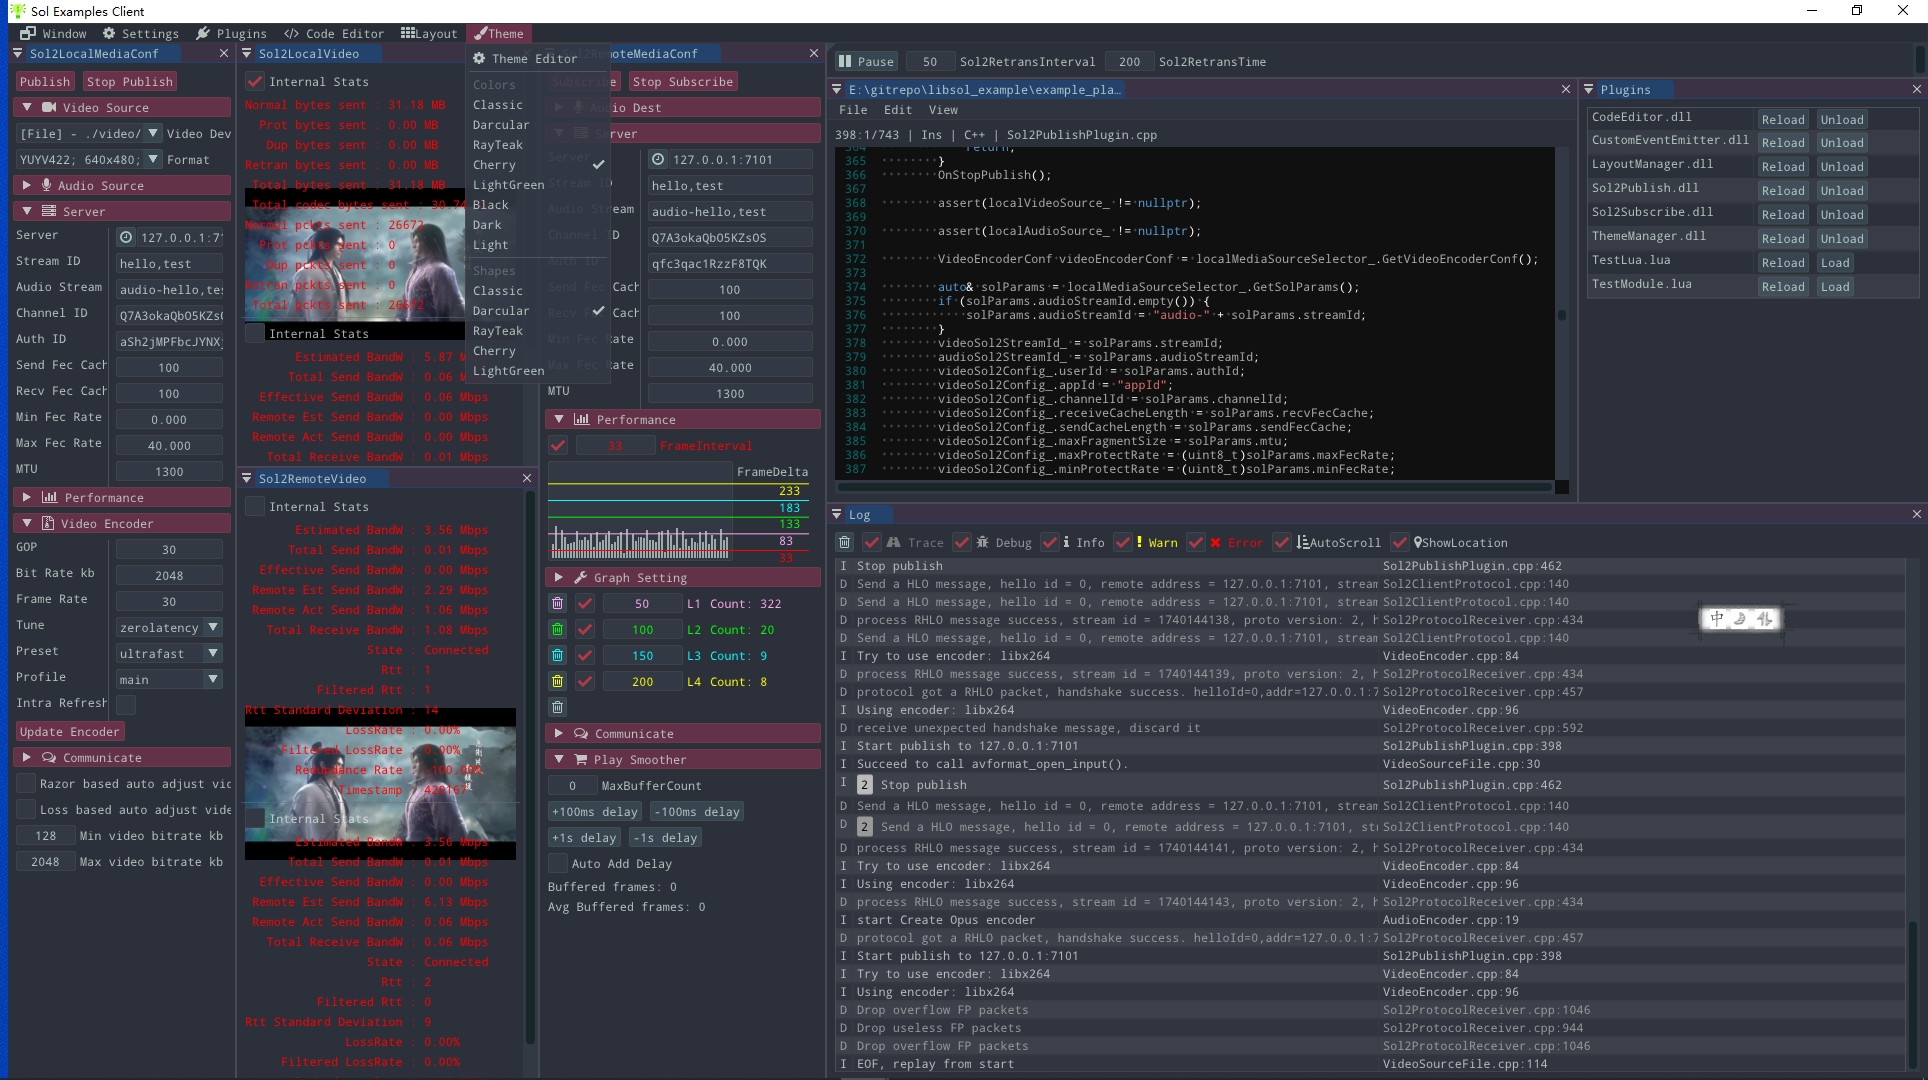 Sol Examples Client
Window Settings Plugins Code Editor Layout Theme
Sol2LocalMediaConf
Publish Stop Publish
Video Source
[File] - ./video/ Video Dev
YUYV422; 640x480; Format
Audio Source
Server
Server 127.0.0.1:71
Stream ID hello,test
Audio Stream audio-hello,tes
Channel ID Q7A3okaQbO5KZsO
Auth ID aSh2jMPFbcJYNX
Send Fec Cach 100
Recv Fec Cach 100
Min Fec Rate 0.000
Max Fec Rate 40.000
MTU 1300
Performance
Video Encoder
GOP 30
Bit Rate kb 2048
Frame Rate 30
Tune zerolatency
Preset ultrafast
Profile main
Intra Refresh
Update Encoder
Communicate
Razor based auto adjust vid
Loss based auto adjust vide
128 Min video bitrate kb
2048 Max video bitrate kb
Sol2LocalVideo
Internal Stats
Normal bytes sent : 31.18 MB
Prot bytes sent : 0.00 MB
Dup bytes sent : 0.00 MB
Retran bytes sent : 0.00 MB
Total bytes sent : 31.18 MB
Total codec bytes sent : 30.74
Normal pckts sent : 26672
Prot pckts sent : 0
Dup pckts sent : 0
Retran pckts sent : 0
Total pckts sent : 26672
Internal Stats
Estimated BandW : 5.87 M
Total Send BandW : 0.06 Mbps
Effective Send BandW : 0.06 Mbps
Remote Est Send BandW : 0.00 Mbps
Remote Act Send BandW : 0.00 Mbps
Total Receive BandW : 0.01 Mbps
Sol2RemoteVideo
Internal Stats
Estimated BandW : 3.56 Mbps
Total Send BandW : 0.01 Mbps
Effective Send BandW : 0.00 Mbps
Remote Est Send BandW : 2.29 Mbps
Remote Act Send BandW : 1.06 Mbps
Total Receive BandW : 1.08 Mbps
State : Connected
Rtt : 1
Filtered Rtt : 1
Rtt Standard Deviation : 14
LossRate : 0.00%
Filtered LossRate : 0.00%
Redundance Rate :
Timestamp :
Internal Stats
Estimated BandW : 3.56 Mbps
Total Send BandW : 0.01 Mbps
Effective Send BandW : 0.00 Mbps
Remote Est Send BandW : 6.13 Mbps
Remote Act Send BandW : 0.06 Mbps
Total Receive BandW : 0.06 Mbps
State : Connected
Rtt : 2
Filtered Rtt : 0
Rtt Standard Deviation : 9
LossRate : 0.00%
Filtered LossRate : 0.00%
Theme Editor
Colors
Classic
Darcular
RayTeak
Cherry
LightGreen
Black
Dark
Light
Shapes
Classic
Darcular
RayTeak
Cherry
LightGreen
Sol2RemoteMediaConf
Subscribe Stop Subscribe
Audio Dest
Server
Server 127.0.0.1:7101
Stream ID hello,test
Audio Stream audio-hello,test
Channel ID Q7A3okaQbO5KZsOS
Auth ID qfc3qac1RzzF8TQK
Send Fec Cach 100
Recv Fec Cach 100
Min Fec Rate 0.000
Max Fec Rate 40.000
MTU 1300
Performance
33 FrameInterval
FrameDelta
233
183
133
83
33
Graph Setting
50 L1 Count: 322
100 L2 Count: 20
150 L3 Count: 9
200 L4 Count: 8
Communicate
Play Smoother
0 MaxBufferCount
+100ms delay -100ms delay
+1s delay -1s delay
Auto Add Delay
Buffered frames: 0
Avg Buffered frames: 0
Pause 50 Sol2RetransInterval 200 Sol2RetransTime
E:\gitrepo\libsol_example\example_pla…
File Edit View
398:1/743 | Ins | C++ | Sol2PublishPlugin.cpp
364 return;
365 }
366 OnStopPublish();
367
368 assert(localVideoSource_ != nullptr);
369
370 assert(localAudioSource_ != nullptr);
371
372 VideoEncoderConf videoEncoderConf = localMediaSourceSelector_.GetVideoEncoderConf();
373
374 auto& solParams = localMediaSourceSelector_.GetSolParams();
375 if (solParams.audioStreamId.empty()) {
376 solParams.audioStreamId = "audio-" + solParams.streamId;
377 }
378 videoSol2StreamId_ = solParams.streamId;
379 audioSol2StreamId_ = solParams.audioStreamId;
380 videoSol2Config_.userId = solParams.authId;
381 videoSol2Config_.appId = "appId";
382 videoSol2Config_.channelId = solParams.channelId;
383 videoSol2Config_.receiveCacheLength = solParams.recvFecCache;
384 videoSol2Config_.sendCacheLength = solParams.sendFecCache;
385 videoSol2Config_.maxFragmentSize = solParams.mtu;
386 videoSol2Config_.maxProtectRate = (uint8_t)solParams.maxFecRate;
387 videoSol2Config_.minProtectRate = (uint8_t)solParams.minFecRate;
Plugins
CodeEditor.dll Reload Unload
CustomEventEmitter.dll Reload Unload
LayoutManager.dll Reload Unload
Sol2Publish.dll Reload Unload
Sol2Subscribe.dll Reload Unload
ThemeManager.dll Reload Unload
TestLua.lua Reload Load
TestModule.lua Reload Load
Log
Trace Debug Info Warn Error AutoScroll ShowLocation
I Stop publish Sol2PublishPlugin.cpp:462
D Send a HLO message, hello id = 0, remote address = 127.0.0.1:7101, stream Sol2ClientProtocol.cpp:140
D Send a HLO message, hello id = 0, remote address = 127.0.0.1:7101, stream Sol2ClientProtocol.cpp:140
D process RHLO message success, stream id = 1740144138, proto version: 2, h Sol2ProtocolReceiver.cpp:434
D Send a HLO message, hello id = 0, remote address = 127.0.0.1:7101, stream Sol2ClientProtocol.cpp:140
I Try to use encoder: libx264 VideoEncoder.cpp:84
D process RHLO message success, stream id = 1740144139, proto version: 2, h Sol2ProtocolReceiver.cpp:434
D protocol got a RHLO packet, handshake success. helloId=0,addr=127.0.0.1:7 Sol2ProtocolReceiver.cpp:457
I Using encoder: libx264 VideoEncoder.cpp:96
D receive unexpected handshake message, discard it Sol2ProtocolReceiver.cpp:592
I Start publish to 127.0.0.1:7101 Sol2PublishPlugin.cpp:398
I Succeed to call avformat_open_input(). VideoSourceFile.cpp:30
I 2 Stop publish Sol2PublishPlugin.cpp:462
D Send a HLO message, hello id = 0, remote address = 127.0.0.1:7101, stream Sol2ClientProtocol.cpp:140
D 2 Send a HLO message, hello id = 0, remote address = 127.0.0.1:7101, st Sol2ClientProtocol.cpp:140
D process RHLO message success, stream id = 1740144141, proto version: 2, h Sol2ProtocolReceiver.cpp:434
I Try to use encoder: libx264 VideoEncoder.cpp:84
I Using encoder: libx264 VideoEncoder.cpp:96
D process RHLO message success, stream id = 1740144143, proto version: 2, h Sol2ProtocolReceiver.cpp:434
I start Create Opus encoder AudioEncoder.cpp:19
D protocol got a RHLO packet, handshake success. helloId=0,addr=127.0.0.1:7 Sol2ProtocolReceiver.cpp:457
I Start publish to 127.0.0.1:7101 Sol2PublishPlugin.cpp:398
I Try to use encoder: libx264 VideoEncoder.cpp:84
I Using encoder: libx264 VideoEncoder.cpp:96
D Drop overflow FP packets Sol2ProtocolReceiver.cpp:1046
D Drop useless FP packets Sol2ProtocolReceiver.cpp:944
D Drop overflow FP packets Sol2ProtocolReceiver.cpp:1046
I EOF, replay from start VideoSourceFile.cpp:114
中